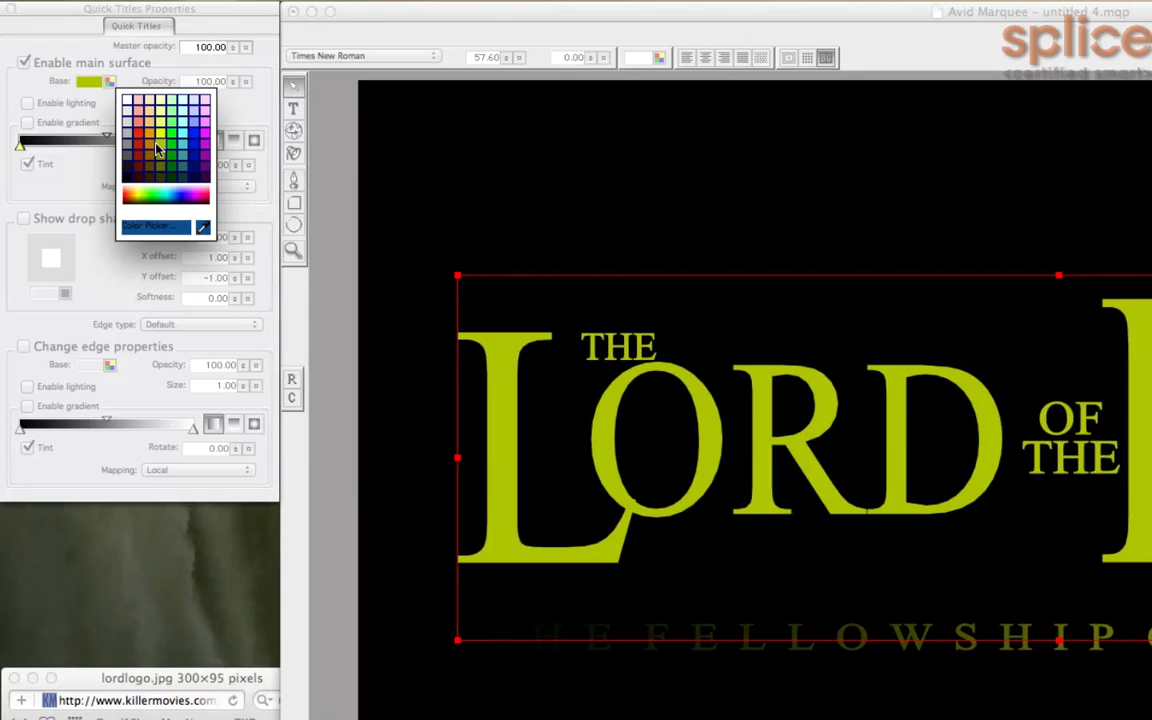 Quick Titles Properties
Quick Titles
Master opacity: 100.00
Enable main surface
Base: Opacity: 100.00
Enable lighting
Enable gradient
Tint
Color Picker...
Show drop sha
X offset: 1.00
Y offset: -1.00
Softness: 0.00
Edge type: Default
Change edge properties
Base: Opacity: 100.00
Enable lighting Size: 1.00
Enable gradient
Tint Rotate: 0.00
Mapping: Local
lordlogo.jpg 300×95 pixels
http://www.killermovies.com
Avid Marquee - untitled 4.mqp
splice
Times New Roman 57.60 0.00
T
R
C
THE
LORD
OF
THE
HE FELLOWSHIP